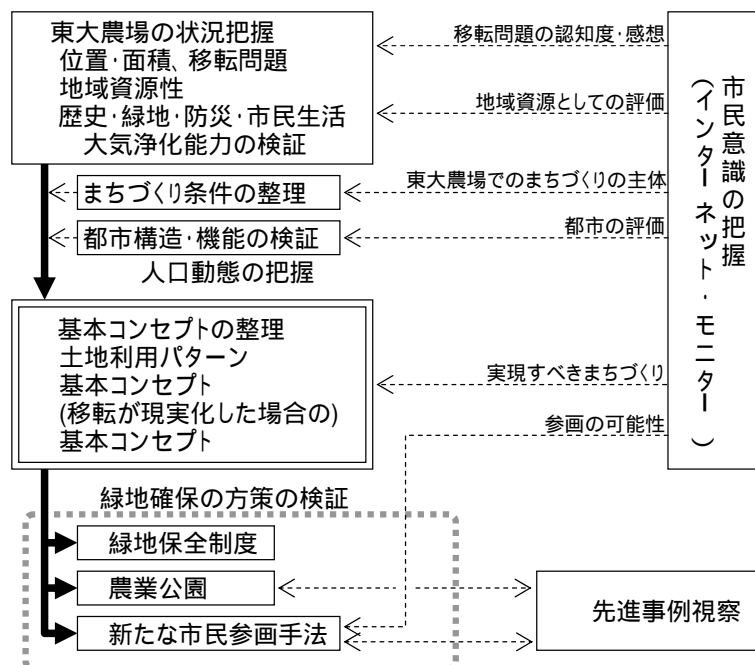 東大農場の状況把握
位置・面積、移転問題
地域資源性
歴史・緑地・防災・市民生活
大気浄化能力の検証
移転問題の認知度・感想
地域資源としての評価
市民意識の把握
(インターネット・モニター)
まちづくり条件の整理
東大農場でのまちづくりの主体
都市構造・機能の検証
都市の評価
人口動態の把握
基本コンセプトの整理
土地利用パターン
基本コンセプト
(移転が現実化した場合の)
基本コンセプト
実現すべきまちづくり
参画の可能性
緑地確保の方策の検証
緑地保全制度
農業公園
新たな市民参画手法
先進事例視察